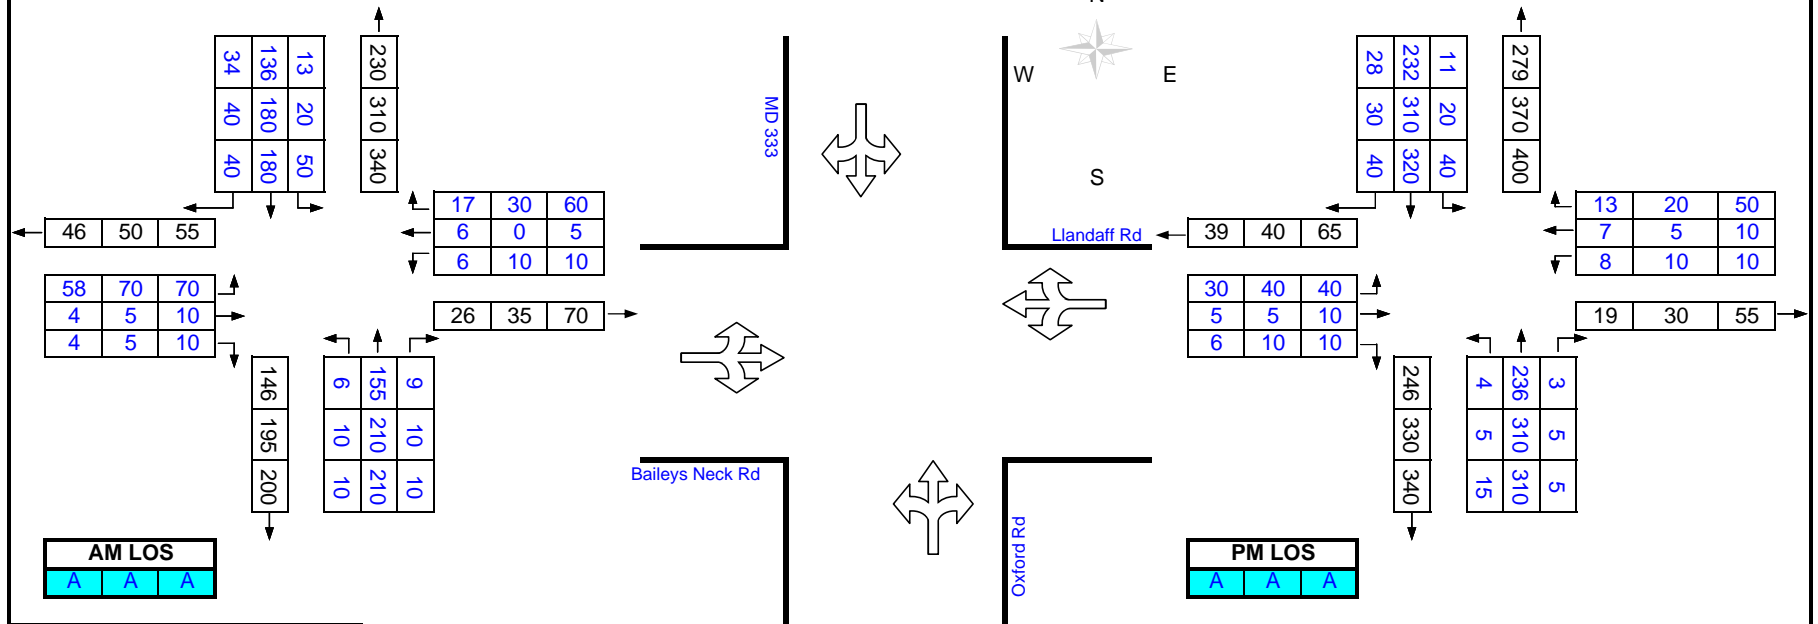 W
E
S
MD 333
Llandaff Rd
Baileys Neck Rd
Oxford Rd
34 136 13
40 180 20
40 180 50
230
310
340
17 30 60
6 0 5
6 10 10
46 50 55
58 70 70
4 5 10
4 5 10
26 35 70
146
195
200
6 155 9
10 210 10
10 210 10
AM LOS
A A A
28 232 11
30 310 20
40 320 40
279
370
400
13 20 50
7 5 10
8 10 10
39 40 65
30 40 40
5 5 10
6 10 10
19 30 55
246
330
340
4 236 3
5 310 5
15 310 5
PM LOS
A A A